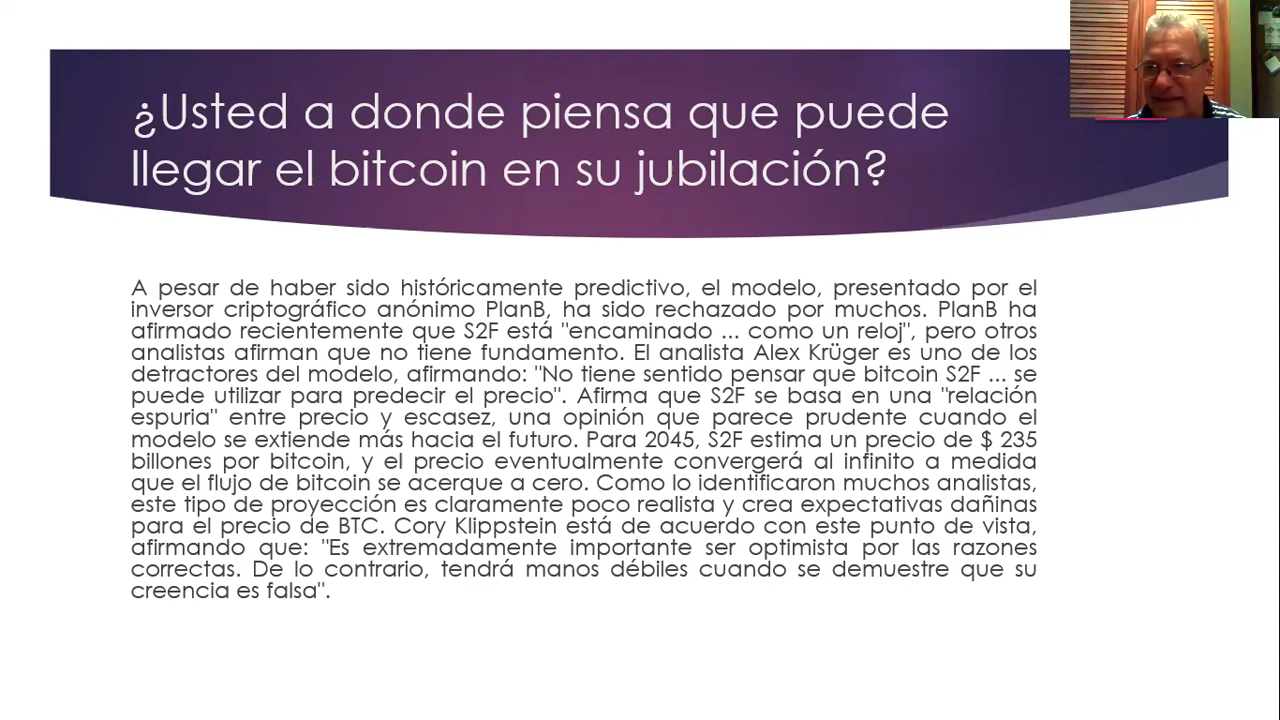 ¿Usted a donde piensa que puede
llegar el bitcoin en su jubilación?
A pesar de haber sido históricamente predictivo, el modelo, presentado por el
inversor criptográfico anónimo PlanB, ha sido rechazado por muchos. PlanB ha
afirmado recientemente que S2F está "encaminado ... como un reloj", pero otros
analistas afirman que no tiene fundamento. El analista Alex Krüger es uno de los
detractores del modelo, afirmando: "No tiene sentido pensar que bitcoin S2F ... se
puede utilizar para predecir el precio". Afirma que S2F se basa en una "relación
espuria" entre precio y escasez, una opinión que parece prudente cuando el
modelo se extiende más hacia el futuro. Para 2045, S2F estima un precio de $ 235
billones por bitcoin, y el precio eventualmente convergerá al infinito a medida
que el flujo de bitcoin se acerque a cero. Como lo identificaron muchos analistas,
este tipo de proyección es claramente poco realista y crea expectativas dañinas
para el precio de BTC. Cory Klippstein está de acuerdo con este punto de vista,
afirmando que: "Es extremadamente importante ser optimista por las razones
correctas. De lo contrario, tendrá manos débiles cuando se demuestre que su
creencia es falsa".